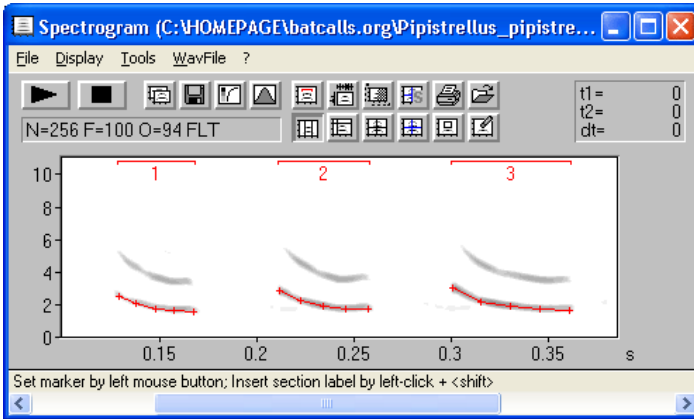 Spectrogram (C:\HOMEPAGE\batcalls.org\Pipistrellus_pipistre...
File Display Tools WavFile ?
t1= 0
t2= 0
dt= 0
N=256 F=100 O=94 FLT
1 2 3
10
8
6
4
2
0
0.15 0.2 0.25 0.3 0.35 s
Set marker by left mouse button; Insert section label by left-click + <shift>